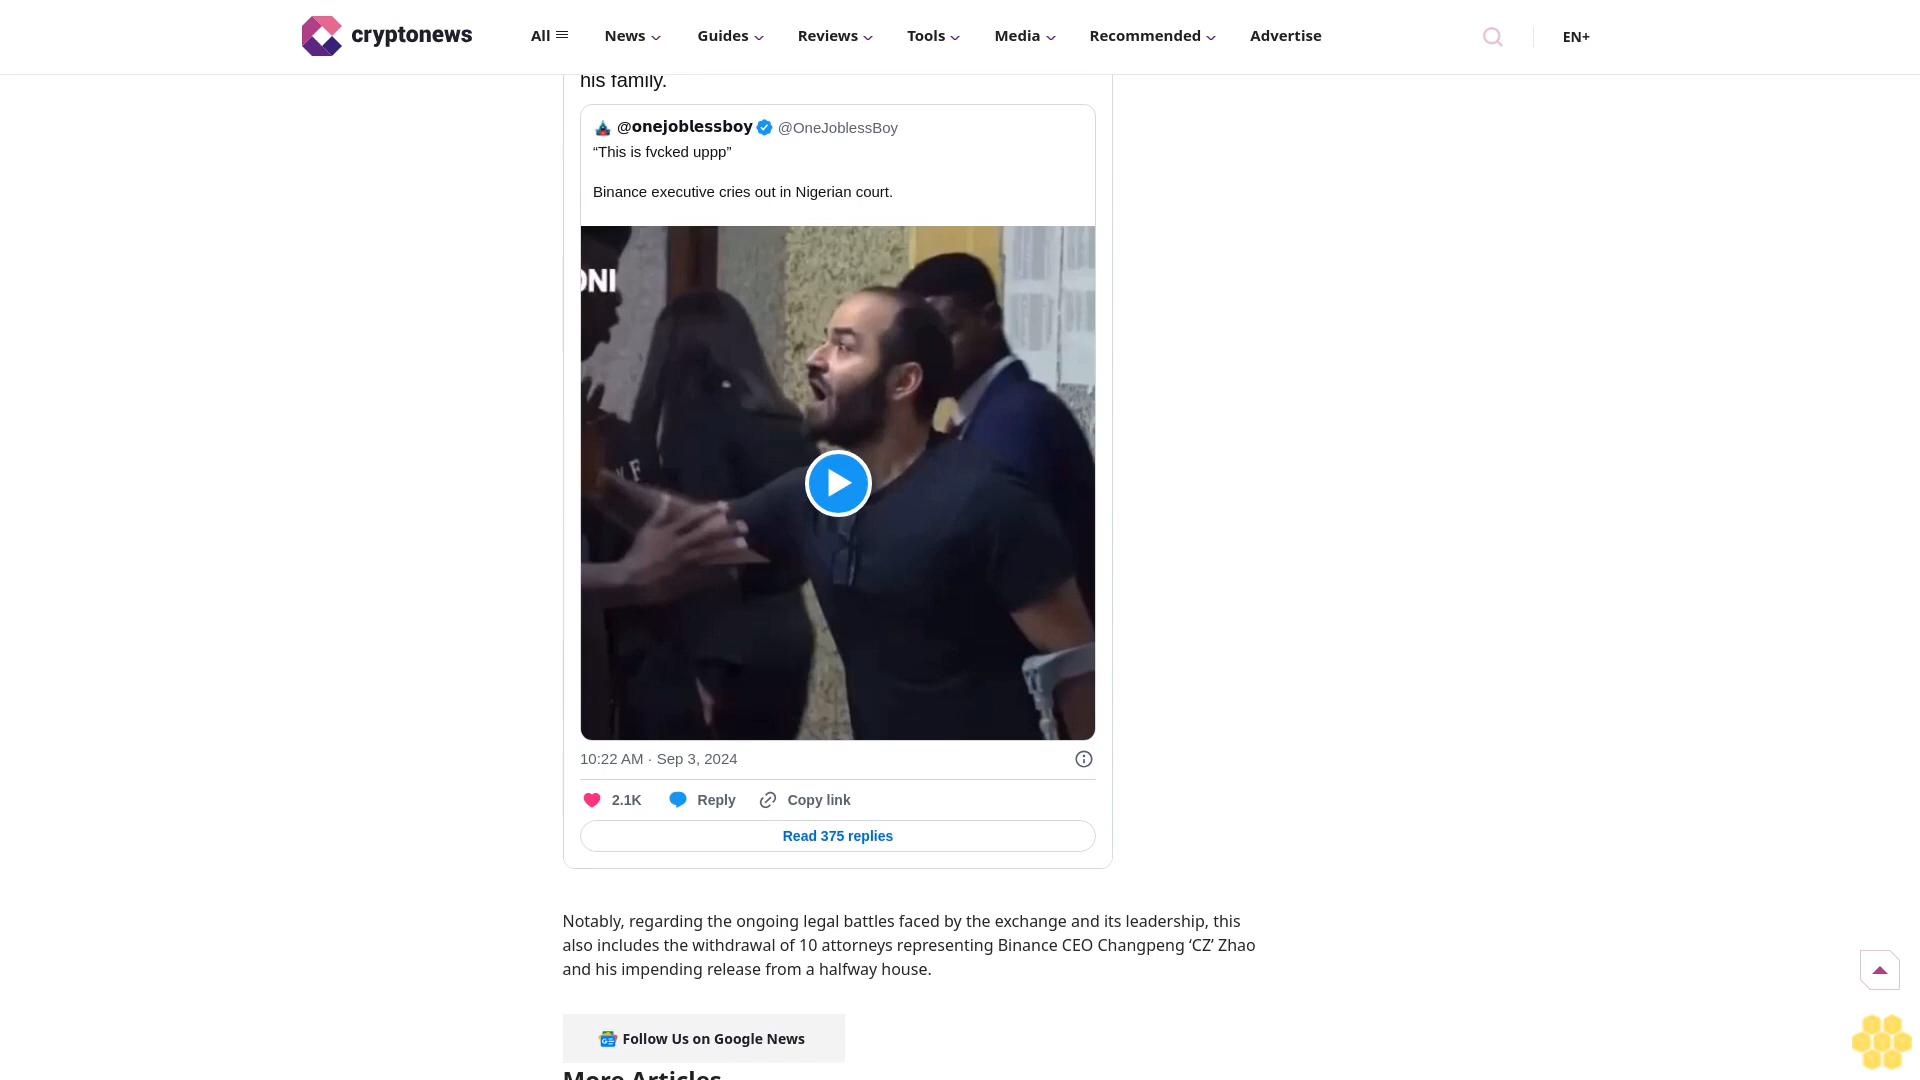 cryptonews
All
News
Guides
Reviews
Tools
Media
Recommended
Advertise
EN+
his family.
@onejoblessboy @OneJoblessBoy
“This is fvcked uppp”
Binance executive cries out in Nigerian court.
ONI
10:22 AM · Sep 3, 2024
2.1K
Reply
Copy link
Read 375 replies
Notably, regarding the ongoing legal battles faced by the exchange and its leadership, this
also includes the withdrawal of 10 attorneys representing Binance CEO Changpeng ‘CZ’ Zhao
and his impending release from a halfway house.
Follow Us on Google News
More Articles